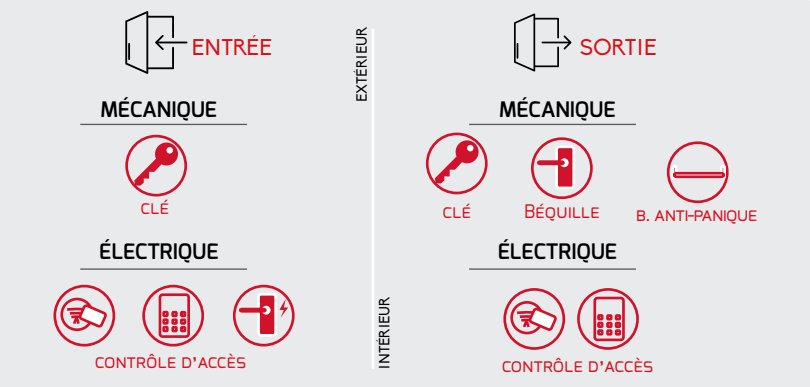 ENTRÉE
MÉCANIQUE
CLÉ
ÉLECTRIQUE
CONTRÔLE D'ACCÈS
EXTÉRIEUR
INTÉRIEUR
SORTIE
MÉCANIQUE
CLÉ
BÉQUILLE
B. ANTI-PANIQUE
ÉLECTRIQUE
CONTRÔLE D'ACCÈS